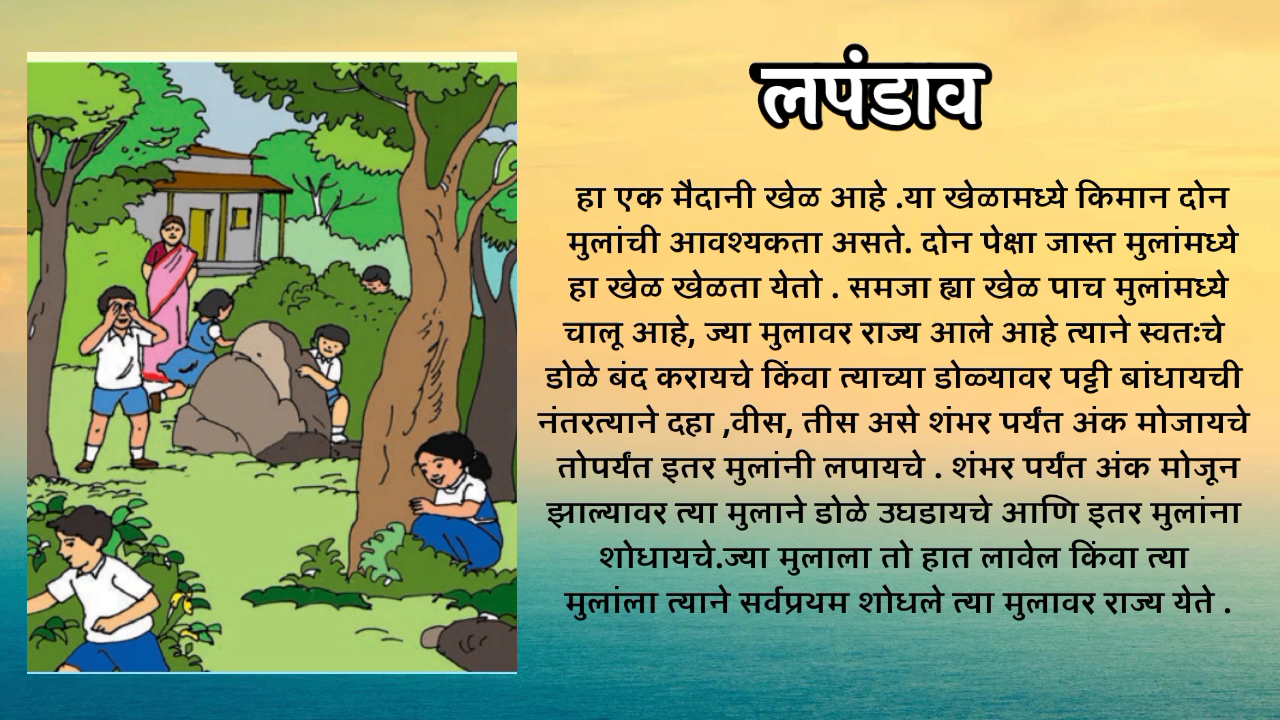 लपंडाव
हा एक मैदानी खेळ आहे .या खेळामध्ये किमान दोन
मुलांची आवश्यकता असते. दोन पेक्षा जास्त मुलांमध्ये
हा खेळ खेळता येतो . समजा ह्या खेळ पाच मुलांमध्ये
चालू आहे, ज्या मुलावर राज्य आले आहे त्याने स्वतःचे
डोळे बंद करायचे किंवा त्याच्या डोळ्यावर पट्टी बांधायची
नंतरत्याने दहा ,वीस, तीस असे शंभर पर्यंत अंक मोजायचे
तोपर्यंत इतर मुलांनी लपायचे . शंभर पर्यंत अंक मोजून
झाल्यावर त्या मुलाने डोळे उघडायचे आणि इतर मुलांना
शोधायचे.ज्या मुलाला तो हात लावेल किंवा त्या
मुलांला त्याने सर्वप्रथम शोधले त्या मुलावर राज्य येते .